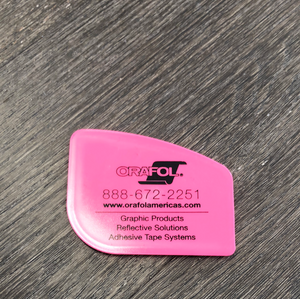 ORAFOL
888-672-2251
www.orafolamericas.com
Graphic Products
Reflective Solutions
Adhesive Tape Systems